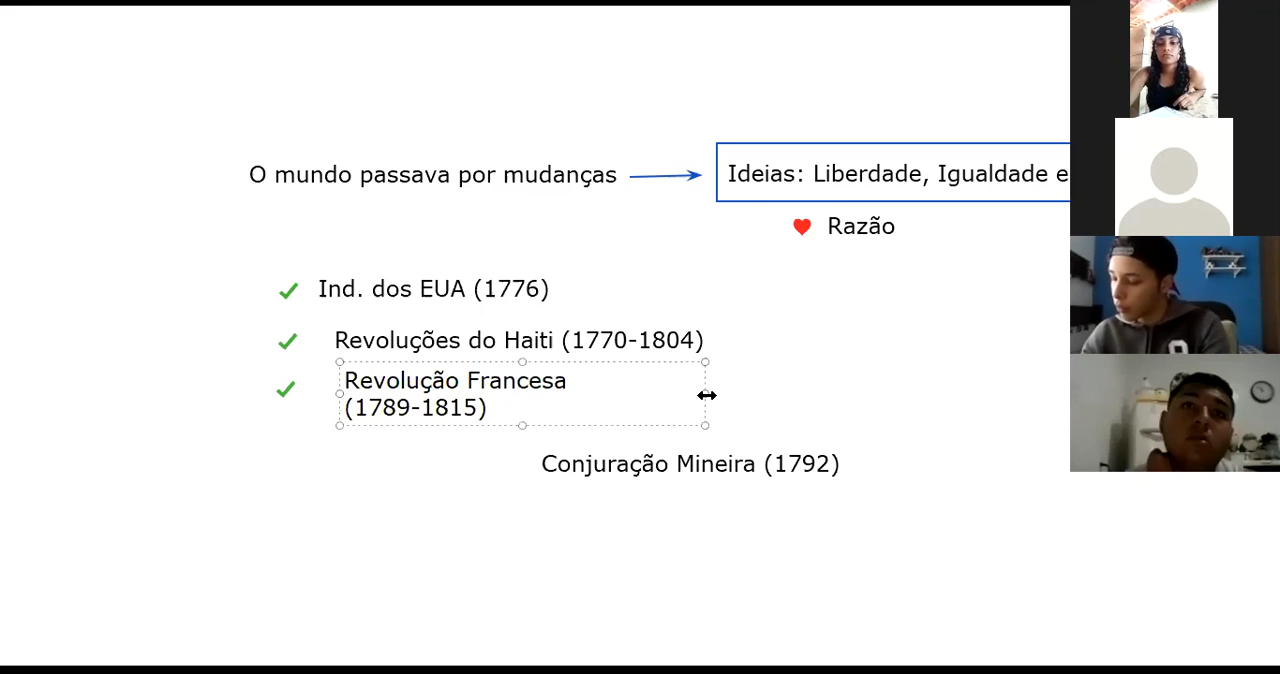 O mundo passava por mudanças
Ideias: Liberdade, Igualdade e
Razão
Ind. dos EUA (1776)
Revoluções do Haiti (1770-1804)
Revolução Francesa
(1789-1815)
Conjuração Mineira (1792)